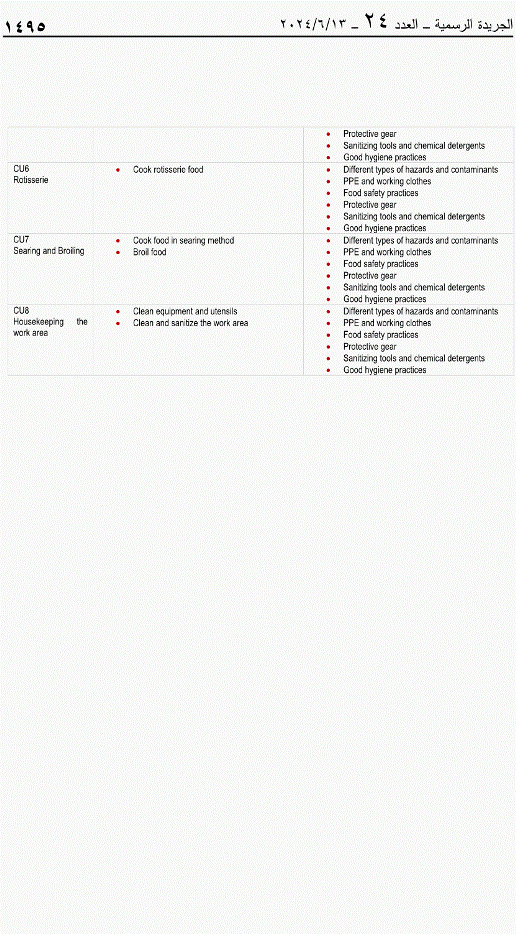 الجريدة الرسمية – العدد ٢٤ – ٢٠٢٤/٦/١٣
١٤٩٥
• Protective gear
• Sanitizing tools and chemical detergents
• Good hygiene practices
CU6
Rotisserie
• Cook rotisserie food
• Different types of hazards and contaminants
• PPE and working clothes
• Food safety practices
• Protective gear
• Sanitizing tools and chemical detergents
• Good hygiene practices
CU7
Searing and Broiling
• Cook food in searing method
• Broil food
• Different types of hazards and contaminants
• PPE and working clothes
• Food safety practices
• Protective gear
• Sanitizing tools and chemical detergents
• Good hygiene practices
CU8
Housekeeping the
work area
• Clean equipment and utensils
• Clean and sanitize the work area
• Different types of hazards and contaminants
• PPE and working clothes
• Food safety practices
• Protective gear
• Sanitizing tools and chemical detergents
• Good hygiene practices